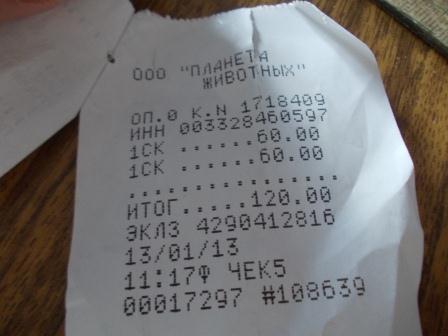 ООО "ПЛАНЕТА
ЖИВОТНЫХ"
ОП.0 К.N 1718409
ИНН 003328460597
1СК ......60.00
1СК ......60.00
................
ИТОГ.....120.00
ЭКЛЗ 4290412816
13/01/13
11:17Ф ЧЕК5
00017297 #108639